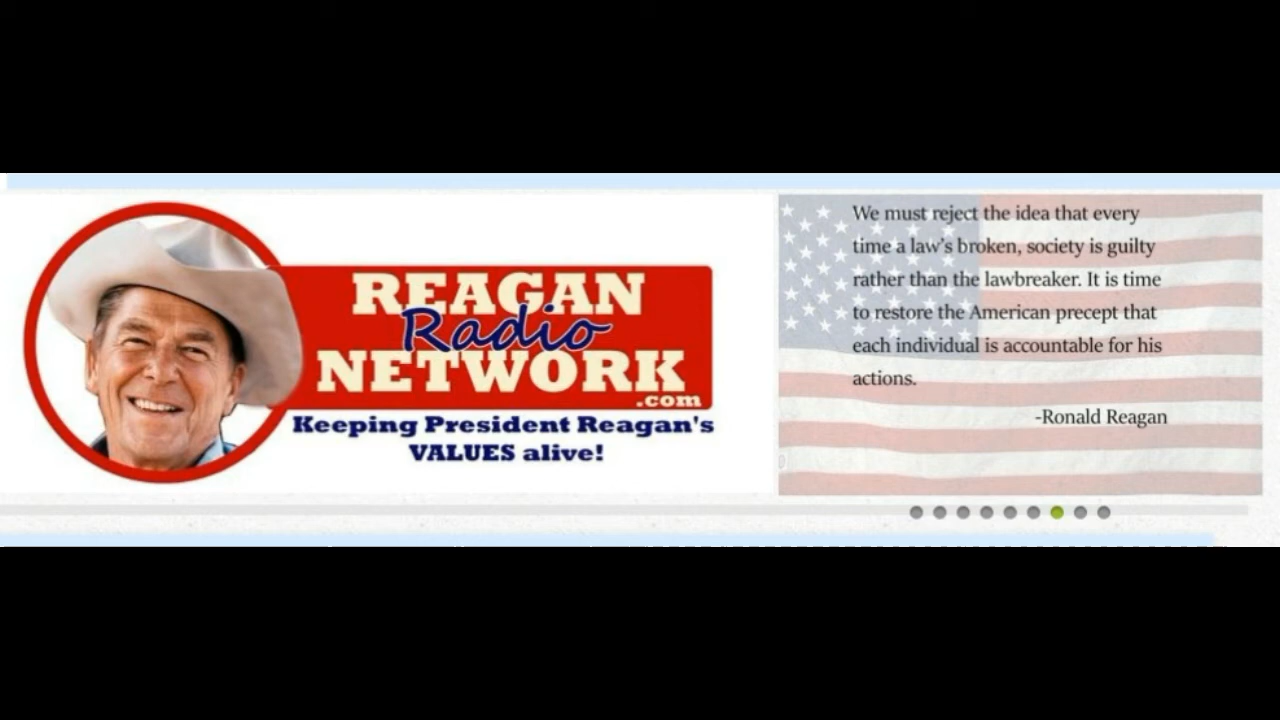 REAGAN
Radio
NETWORK
.com
Keeping President Reagan's
VALUES alive!
We must reject the idea that every
time a law’s broken, society is guilty
rather than the lawbreaker. It is time
to restore the American precept that
each individual is accountable for his
actions.
-Ronald Reagan